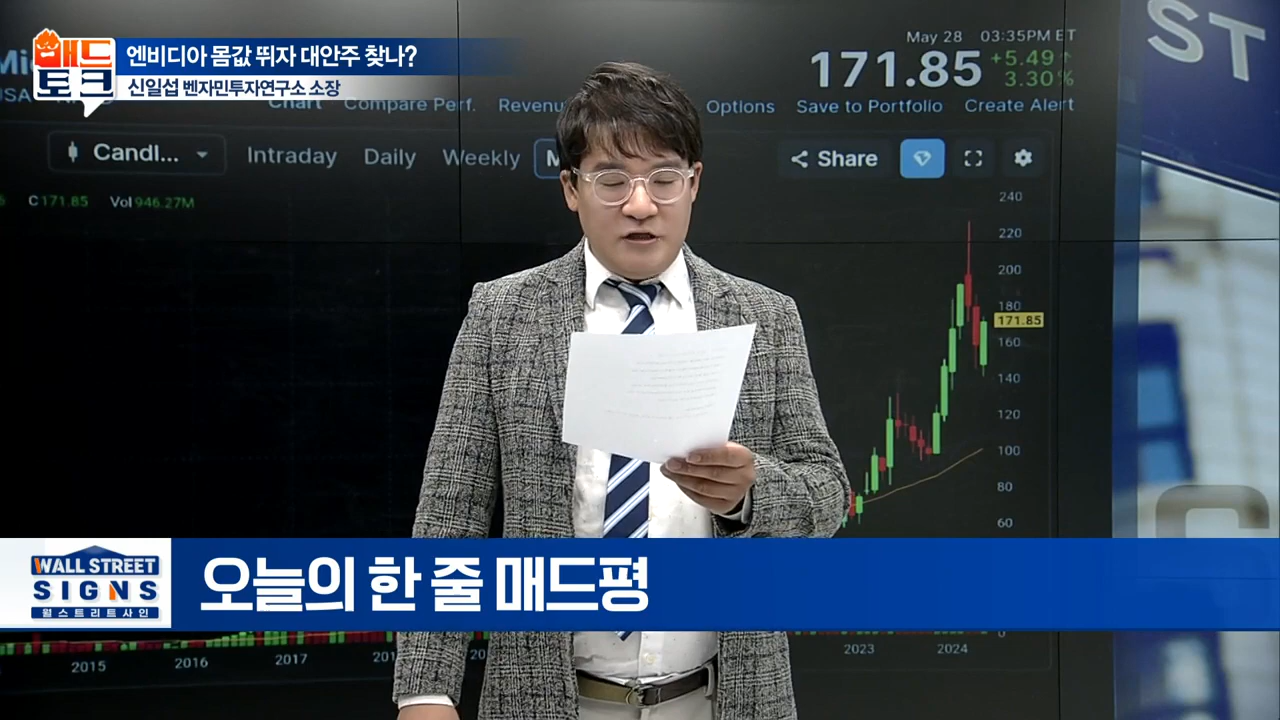 매드
토크
엔비디아 몸값 뛰자 대안주 찾나?
신일섭 벤자민투자연구소 소장
May 28 03:35PM ET
171.85
+5.49
3.30%
Chart
Compare Perf.
Revenu
Options
Save to Portfolio
Create Alert
Candl...
Intraday
Daily
Weekly
M
Share
C171.85
Vol946.27M
240
220
200
180
171.85
160
140
120
100
80
60
0
ST
WALL STREET
SIGNS
월스트리트사인
오늘의 한 줄 매드평
2015
2016
2017
2023
2024